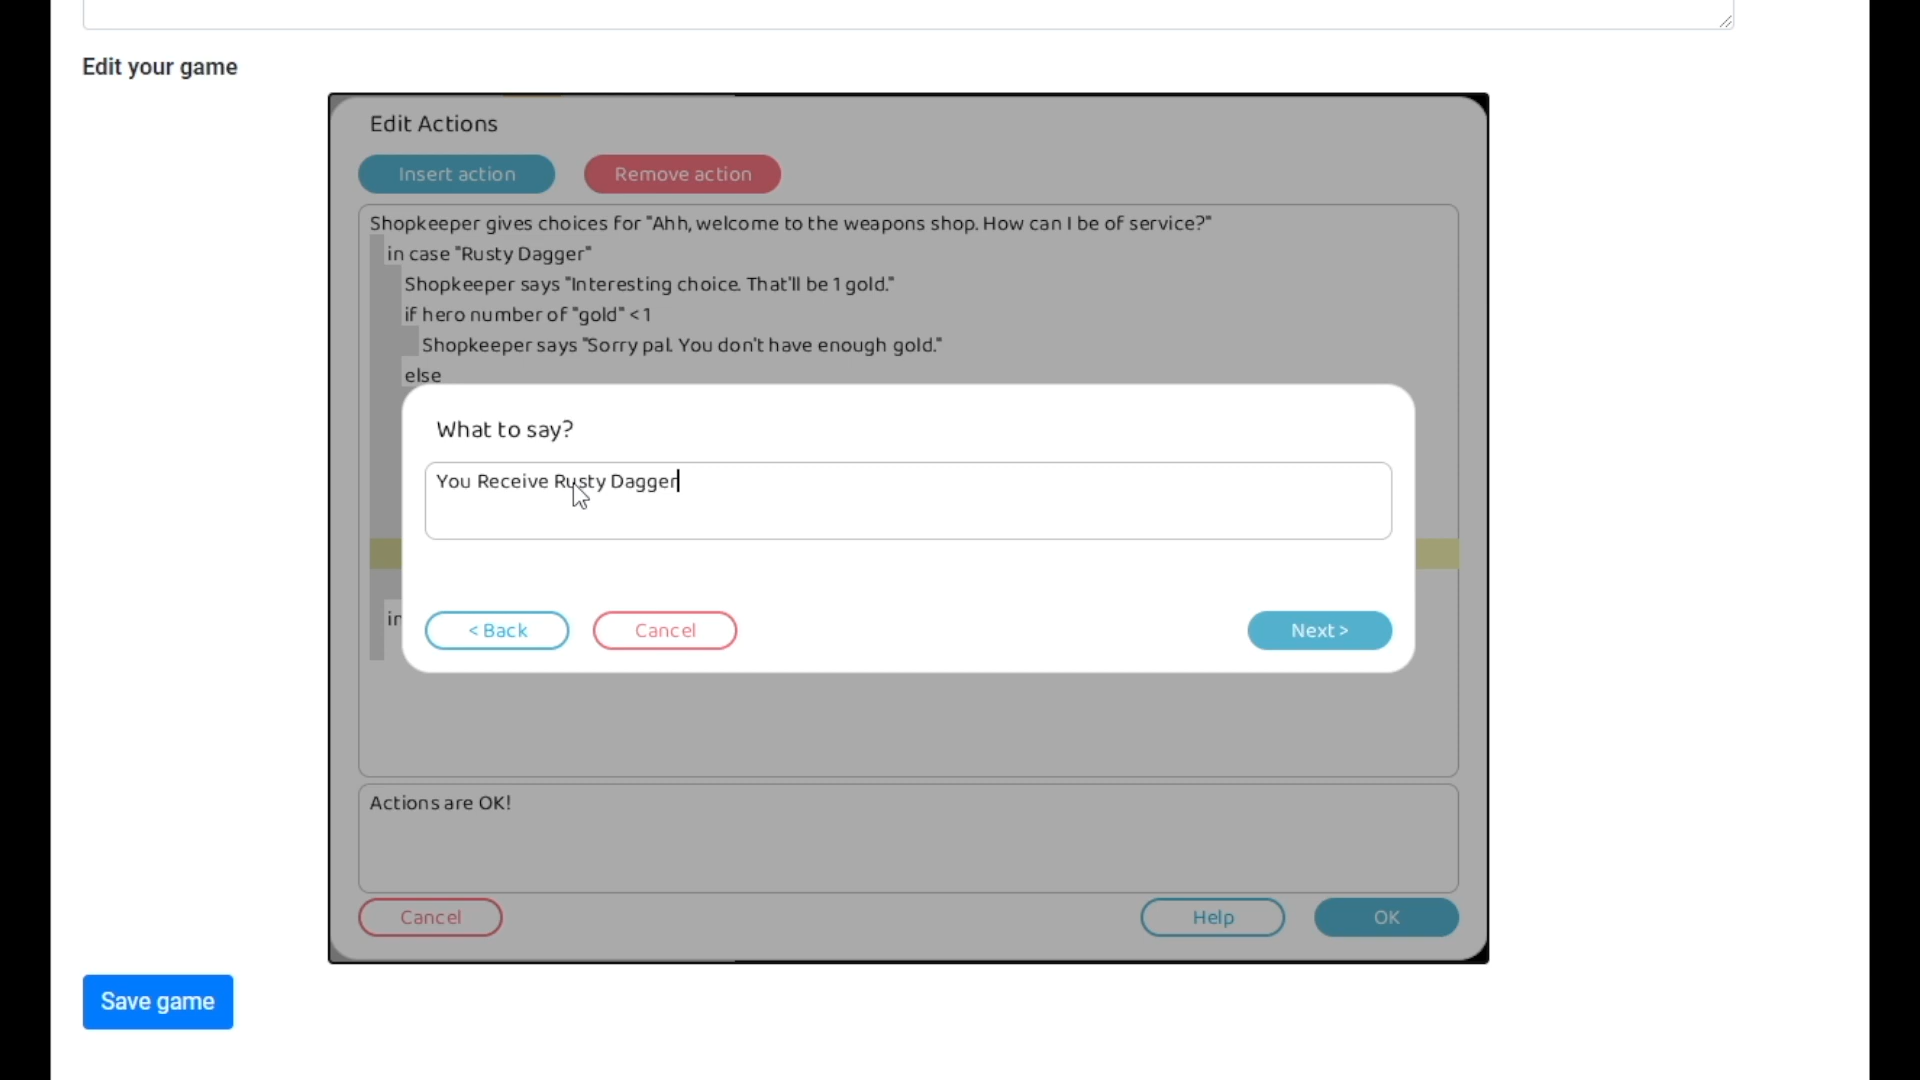 Edit your game
Edit Actions
Insert action
Remove action
Shopkeeper gives choices for "Ahh, welcome to the weapons shop. How can I be of service?"
in case "Rusty Dagger"
Shopkeeper says "Interesting choice. That'll be 1 gold."
if hero number of "gold" < 1
Shopkeeper says "Sorry pal. You don't have enough gold."
else
What to say?
You Receive Rusty Dagger
< Back
Cancel
Next >
Actions are OK!
Cancel
Help
OK
Save game